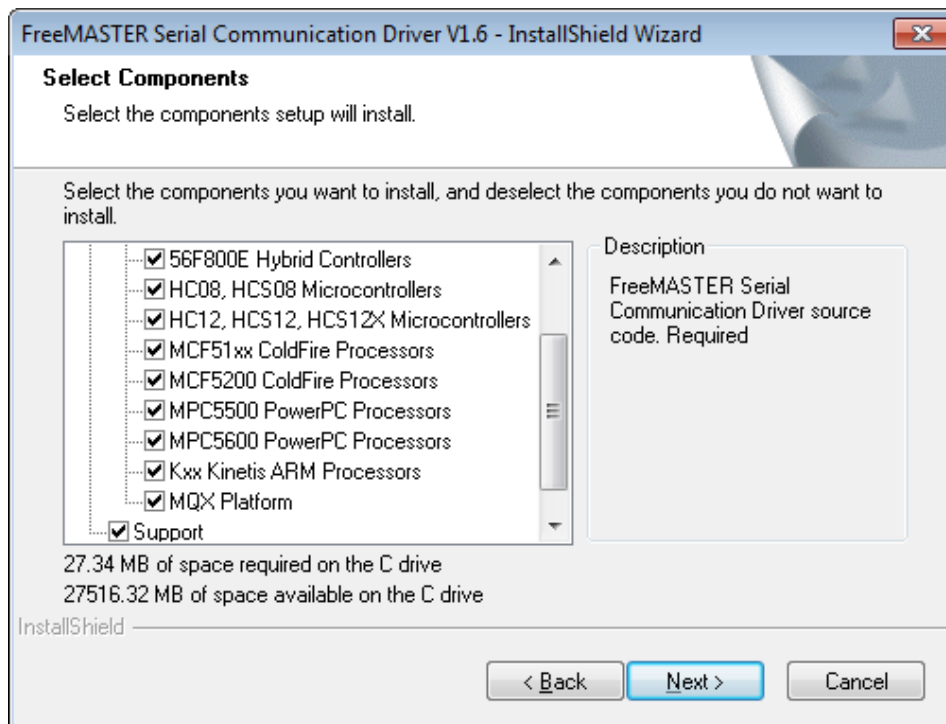 FreeMASTER Serial Communication Driver V1.6 - InstallShield Wizard
Select Components
Select the components setup will install.
Select the components you want to install, and deselect the components you do not want to
install.
56F800E Hybrid Controllers
HC08, HCS08 Microcontrollers
HC12, HCS12, HCS12X Microcontrollers
MCF51xx ColdFire Processors
MCF5200 ColdFire Processors
MPC5500 PowerPC Processors
MPC5600 PowerPC Processors
Kxx Kinetis ARM Processors
MQX Platform
Support
Description
FreeMASTER Serial
Communication Driver source
code. Required
27.34 MB of space required on the C drive
27516.32 MB of space available on the C drive
InstallShield
< Back
Next >
Cancel